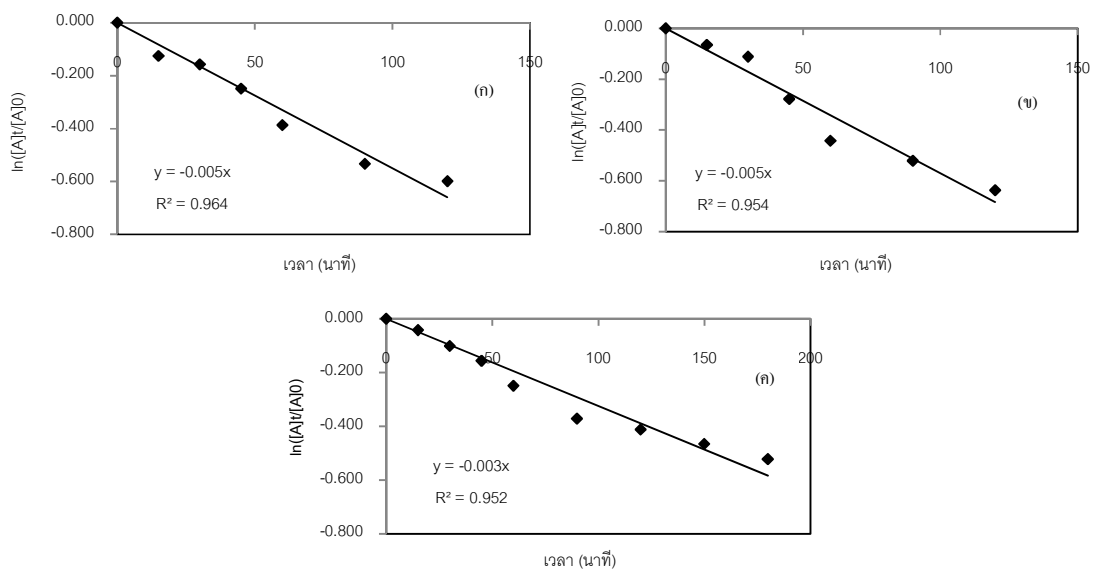 0.000
-0.200
-0.400
-0.600
-0.800
0 50 100 150
ln([A]t/[A]0)
(ก)
y = -0.005x
R² = 0.964
เวลา (นาที)
0.000
-0.200
-0.400
-0.600
-0.800
0 50 100 150
ln([A]t/[A]0)
(ข)
y = -0.005x
R² = 0.954
เวลา (นาที)
0.000
-0.200
-0.400
-0.600
-0.800
0 50 100 150 200
ln([A]t/[A]0)
(ค)
y = -0.003x
R² = 0.952
เวลา (นาที)